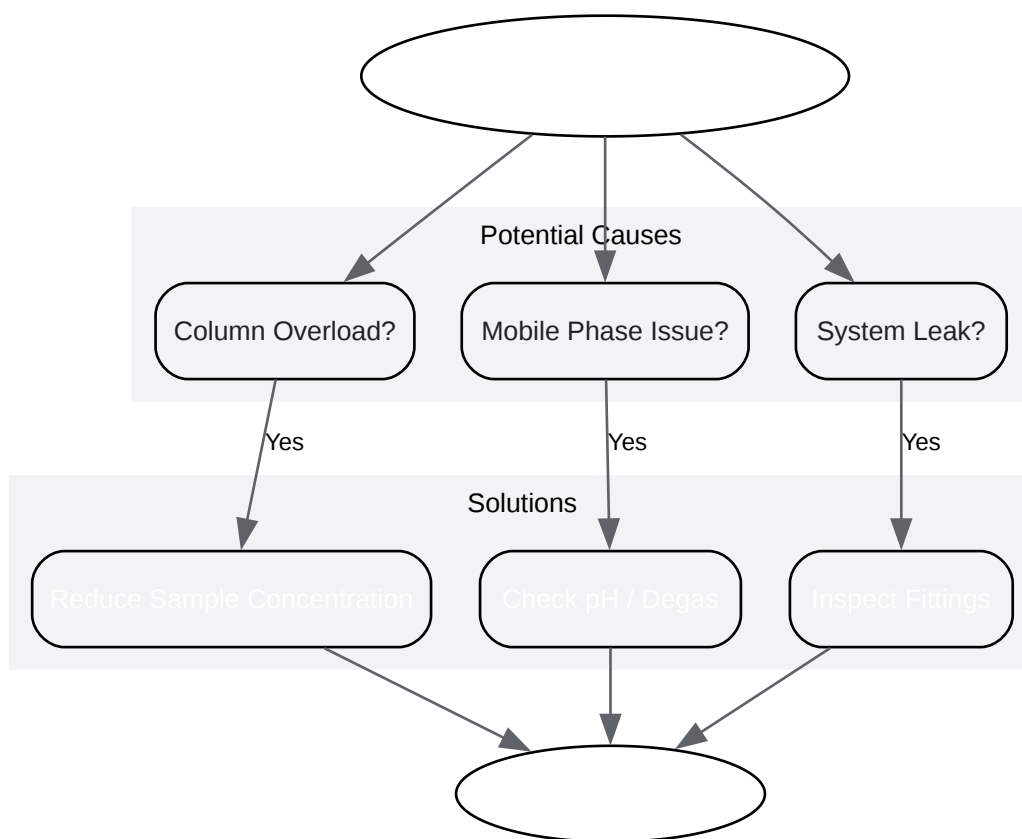 Potential Causes
Column Overload?
Mobile Phase Issue?
System Leak?
Yes
Yes
Yes
Solutions
Reduce Sample Concentration
Check pH / Degas
Inspect Fittings